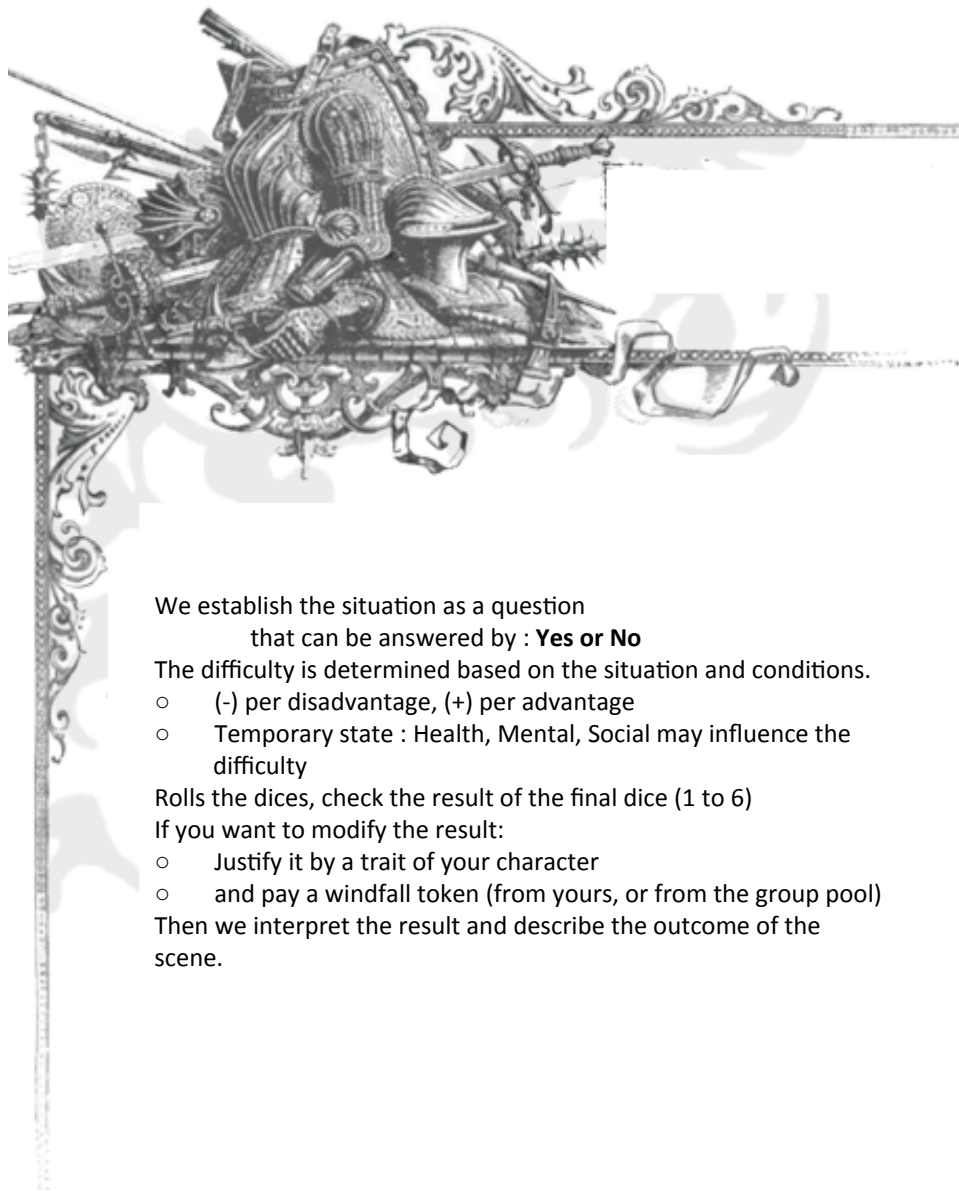 We establish the situation as a question
that can be answered by : Yes or No
The difficulty is determined based on the situation and conditions.
○ (-) per disadvantage, (+) per advantage
○ Temporary state : Health, Mental, Social may influence the
difficulty
Rolls the dices, check the result of the final dice (1 to 6)
If you want to modify the result:
○ Justify it by a trait of your character
○ and pay a windfall token (from yours, or from the group pool)
Then we interpret the result and describe the outcome of the
scene.